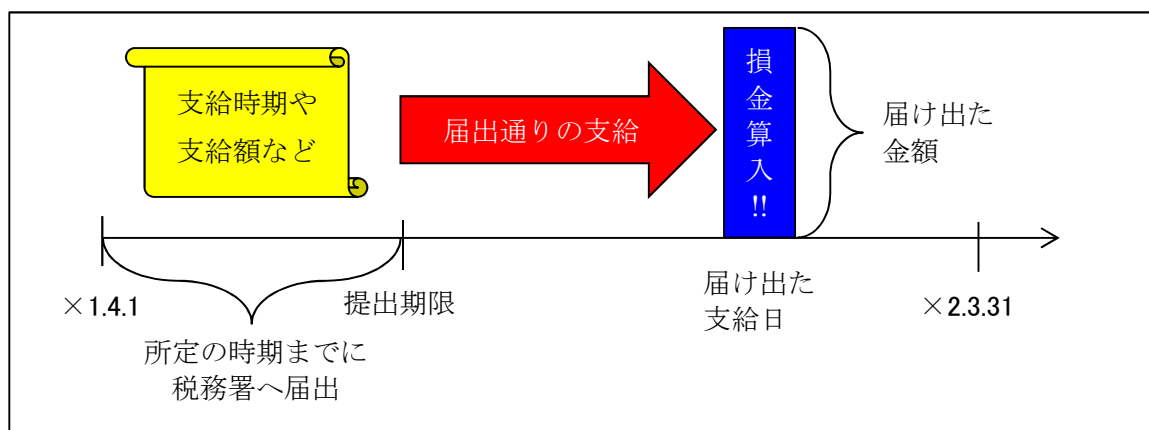 支給時期や
支給額など
届出通りの支給
損金算入!!
届け出た
金額
×1.4.1
提出期限
届け出た
支給日
×2.3.31
所定の時期までに
税務署へ届出